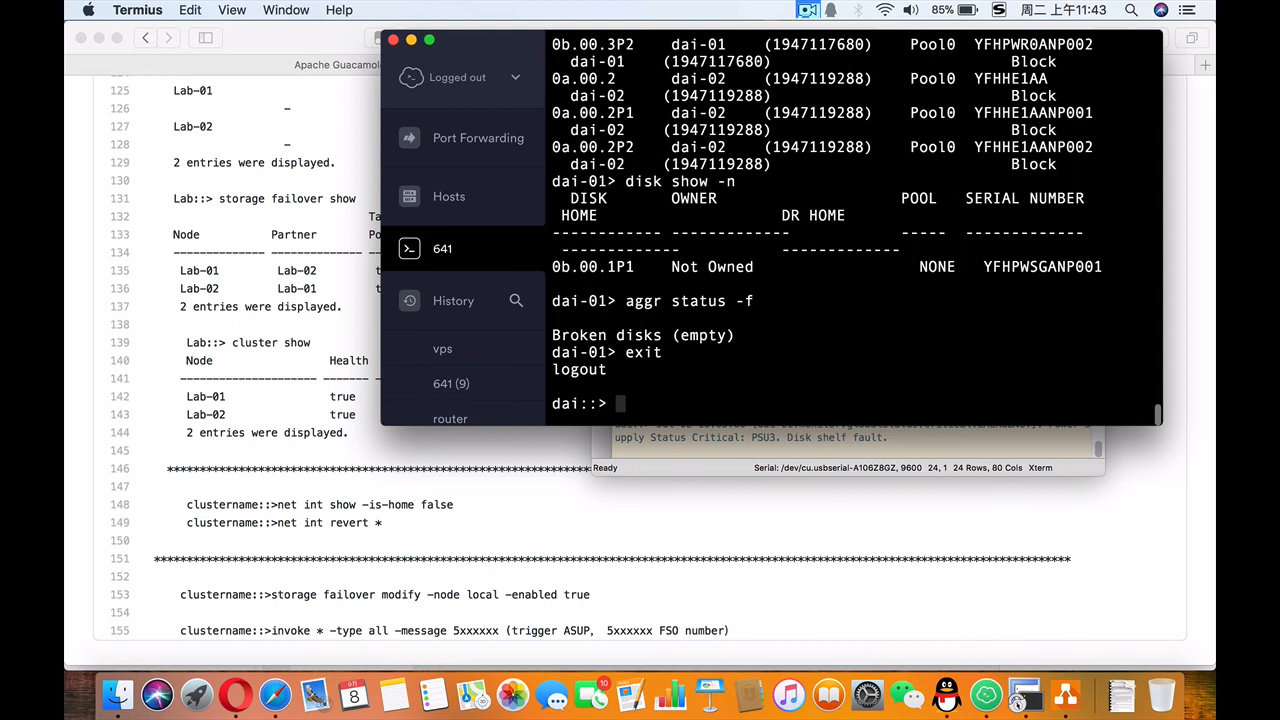 Termius Edit View Window Help
85% 周二 上午11:43
Apache Guacamol
125 Lab-01
126 –
127 Lab-02
128 –
129 2 entries were displayed.
130
131 Lab::> storage failover show
132 Ta
133 Node Partner Po
134 -------------- --------------
135 Lab-01 Lab-02 t
136 Lab-02 Lab-01 t
137 2 entries were displayed.
138
139 Lab::> cluster show
140 Node Health
141 --------------------- -------
142 Lab-01 true
143 Lab-02 true
144 2 entries were displayed.
145
146 **********************************************************************
147
148 clustername::>net int show -is-home false
149 clustername::>net int revert *
150
151 **********************************************************************
152
153 clustername::>storage failover modify -node local -enabled true
154
155 clustername::>invoke * -type all -message 5xxxxxx (trigger ASUP, 5xxxxxx FSO number)
Logged out
Port Forwarding
Hosts
641
History
vps
641 (9)
router
0b.00.3P2 dai-01 (1947117680) Pool0 YFHPWR0ANP002
dai-01 (1947117680) Block
0a.00.2 dai-02 (1947119288) Pool0 YFHHE1AA
dai-02 (1947119288) Block
0a.00.2P1 dai-02 (1947119288) Pool0 YFHHE1AANP001
dai-02 (1947119288) Block
0a.00.2P2 dai-02 (1947119288) Pool0 YFHHE1AANP002
dai-02 (1947119288) Block
dai-01> disk show -n
DISK OWNER POOL SERIAL NUMBER
HOME DR HOME
------------ ------------- ----- -------------
------------- -------------
0b.00.1P1 Not Owned NONE YFHPWSGANP001
dai-01> aggr status -f
Broken disks (empty)
dai-01> exit
logout
dai::>
upply Status Critical: PSU3. Disk shelf fault.
Ready Serial: /dev/cu.usbserial-A106Z8GZ, 9600 24, 1 24 Rows, 80 Cols Xterm
10